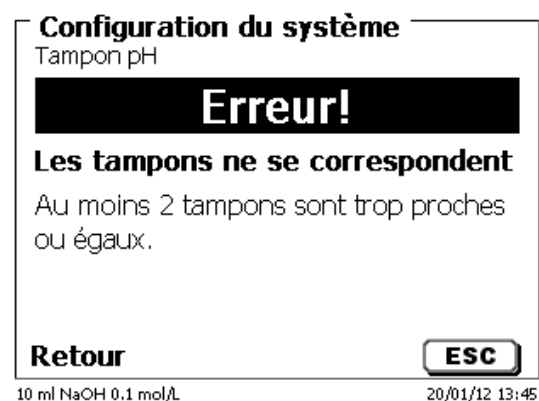 Configuration du système
Tampon pH
Erreur!
Les tampons ne se correspondent
Au moins 2 tampons sont trop proches
ou égaux.
Retour ESC
10 ml NaOH 0.1 mol/L 20/01/12 13:45